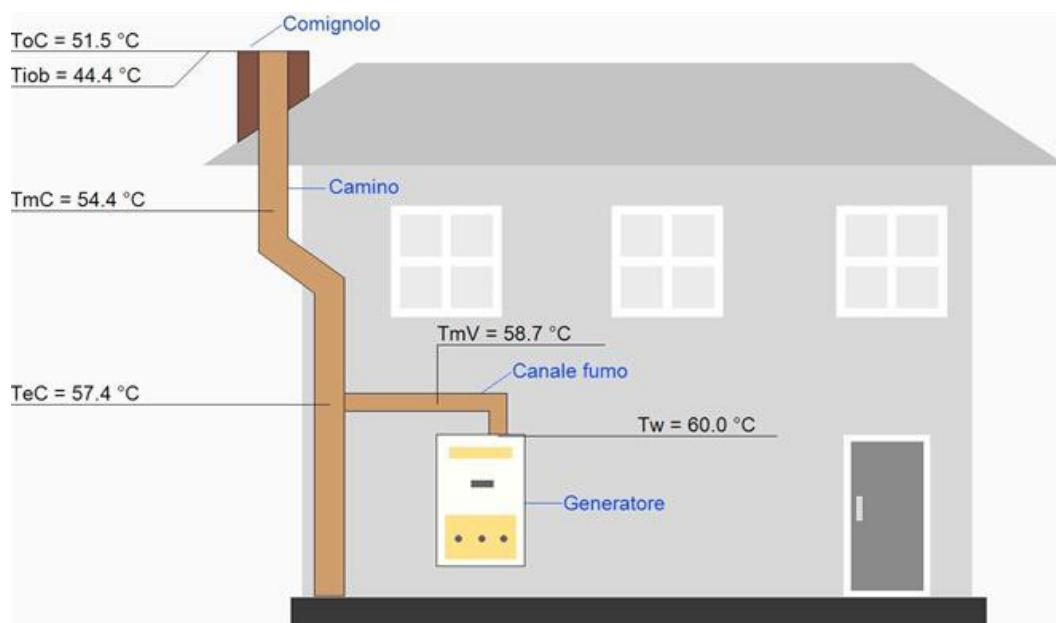 Comignolo
ToC = 51.5 °C
Tiob = 44.4 °C
Camino
TmC = 54.4 °C
TmV = 58.7 °C
Canale fumo
TeC = 57.4 °C
Tw = 60.0 °C
Generatore